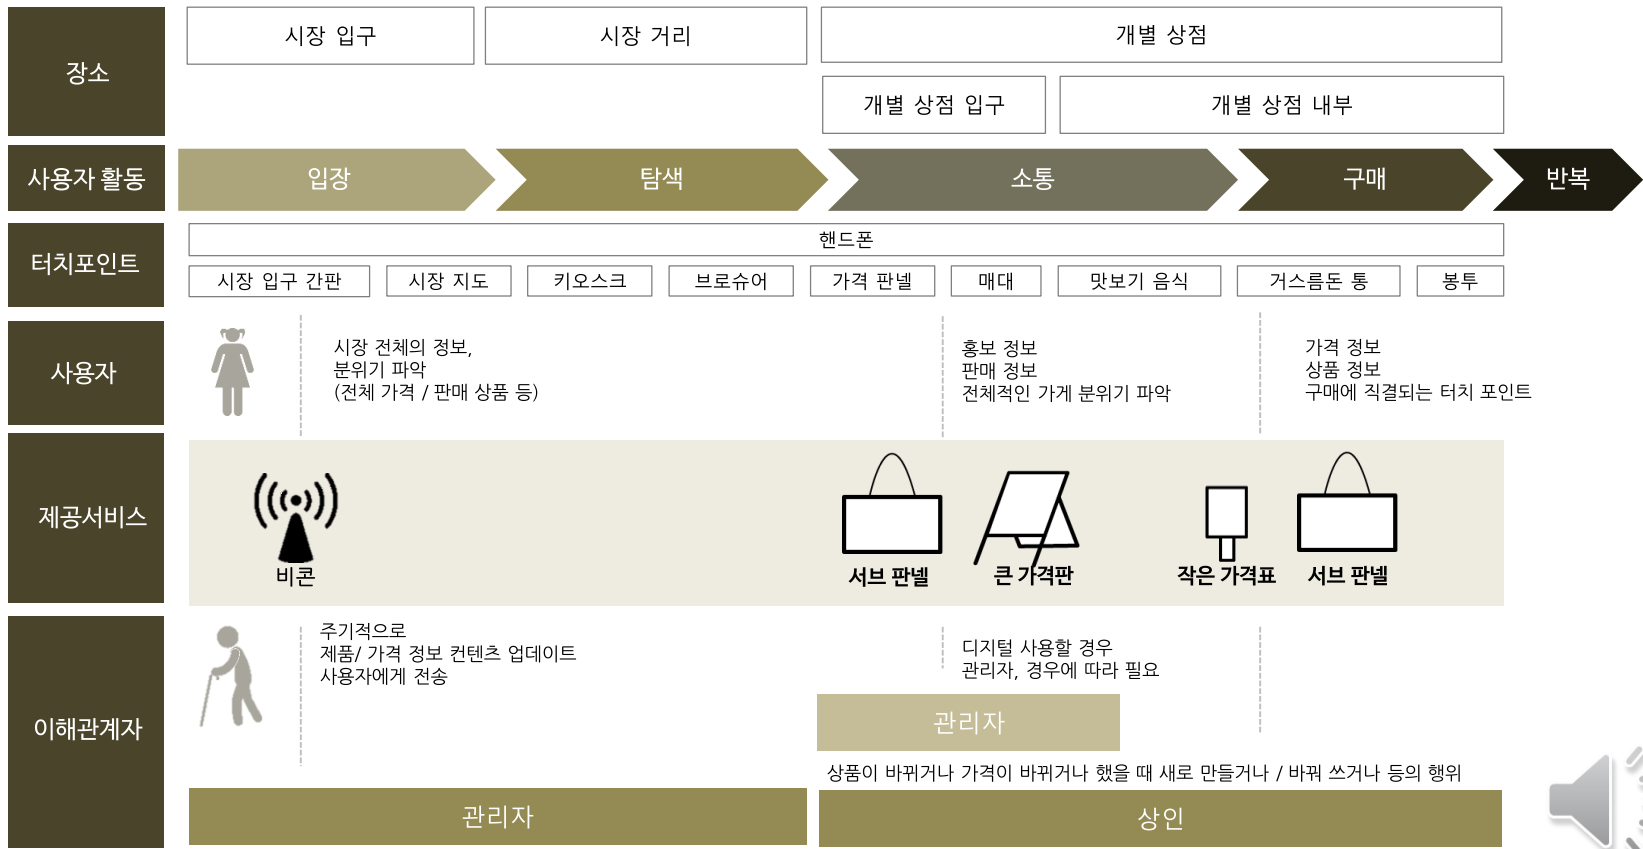 장소
시장 입구
시장 거리
개별 상점
개별 상점 입구
개별 상점 내부
사용자 활동
입장
탐색
소통
구매
반복
터치포인트
핸드폰
시장 입구 간판
시장 지도
키오스크
브로슈어
가격 판넬
매대
맛보기 음식
거스름돈 통
봉투
사용자
시장 전체의 정보,
분위기 파악
(전체 가격 / 판매 상품 등)
홍보 정보
판매 정보
전체적인 가게 분위기 파악
가격 정보
상품 정보
구매에 직결되는 터치 포인트
제공서비스
비콘
서브 판넬
큰 가격판
작은 가격표
서브 판넬
이해관계자
주기적으로
제품/ 가격 정보 컨텐츠 업데이트
사용자에게 전송
디지털 사용할 경우
관리자, 경우에 따라 필요
관리자
상품이 바뀌거나 가격이 바뀌거나 했을 때 새로 만들거나 / 바꿔 쓰거나 등의 행위
관리자
상인